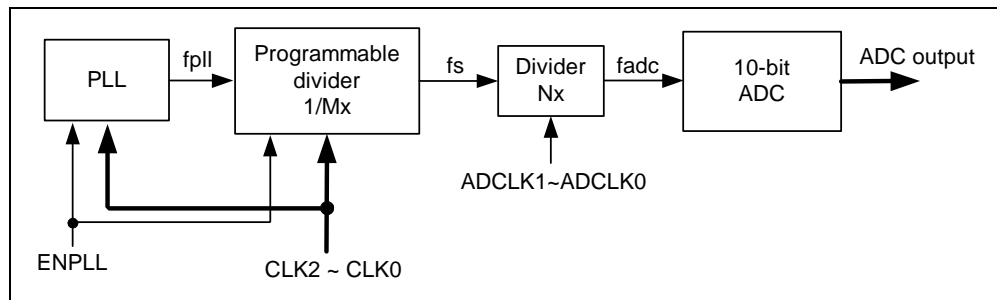 PLL
fpll
Programmable
divider
1/Mx
fs
Divider
Nx
fadc
10-bit
ADC
ADC output
ADCLK1~ADCLK0
ENPLL
CLK2 ~ CLK0